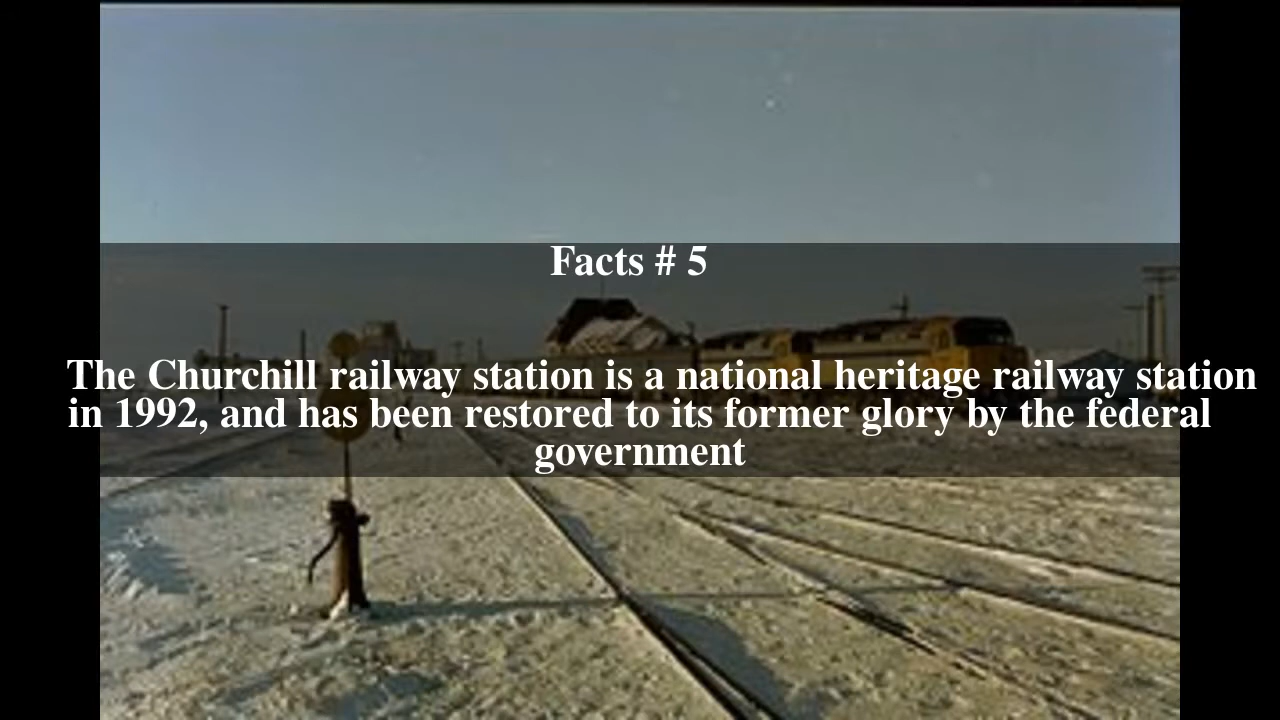 Facts # 5
The Churchill railway station is a national heritage railway station
in 1992, and has been restored to its former glory by the federal
government